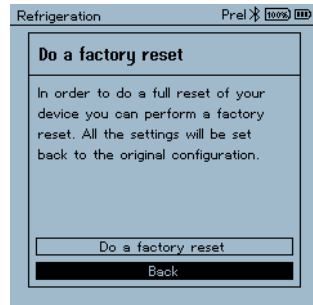 Refrigeration Prel 100%
Do a factory reset
In order to do a full reset of your
device you can perform a factory
reset. All the settings will be set
back to the original configuration.
Do a factory reset
Back